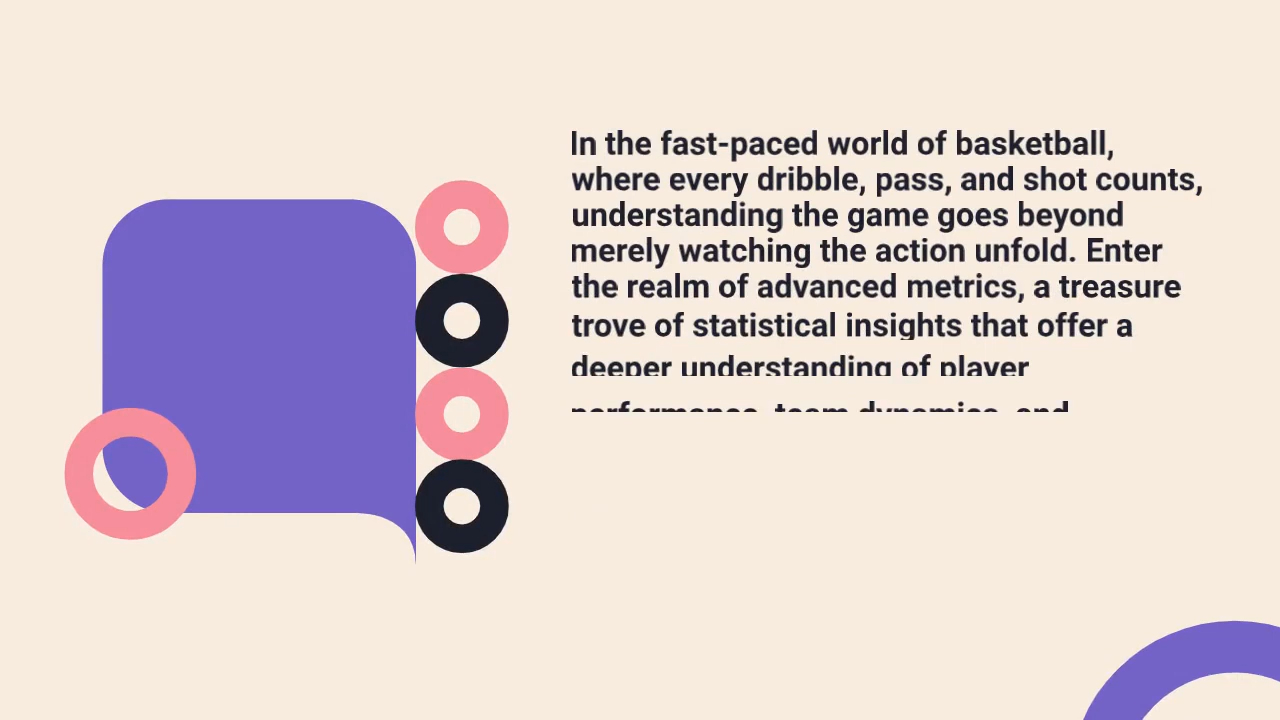 In the fast-paced world of basketball,
where every dribble, pass, and shot counts,
understanding the game goes beyond
merely watching the action unfold. Enter
the realm of advanced metrics, a treasure
trove of statistical insights that offer a
deeper understanding of player
performance, team dynamics, and